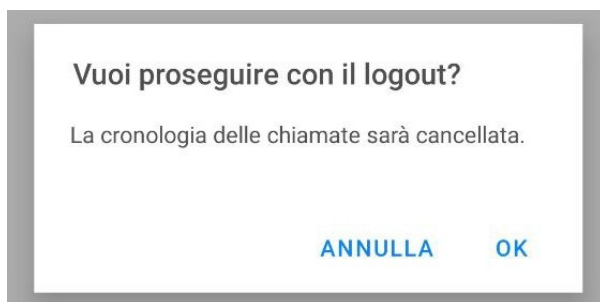 Vuoi proseguire con il logout?
La cronologia delle chiamate sarà cancellata.
ANNULLA OK